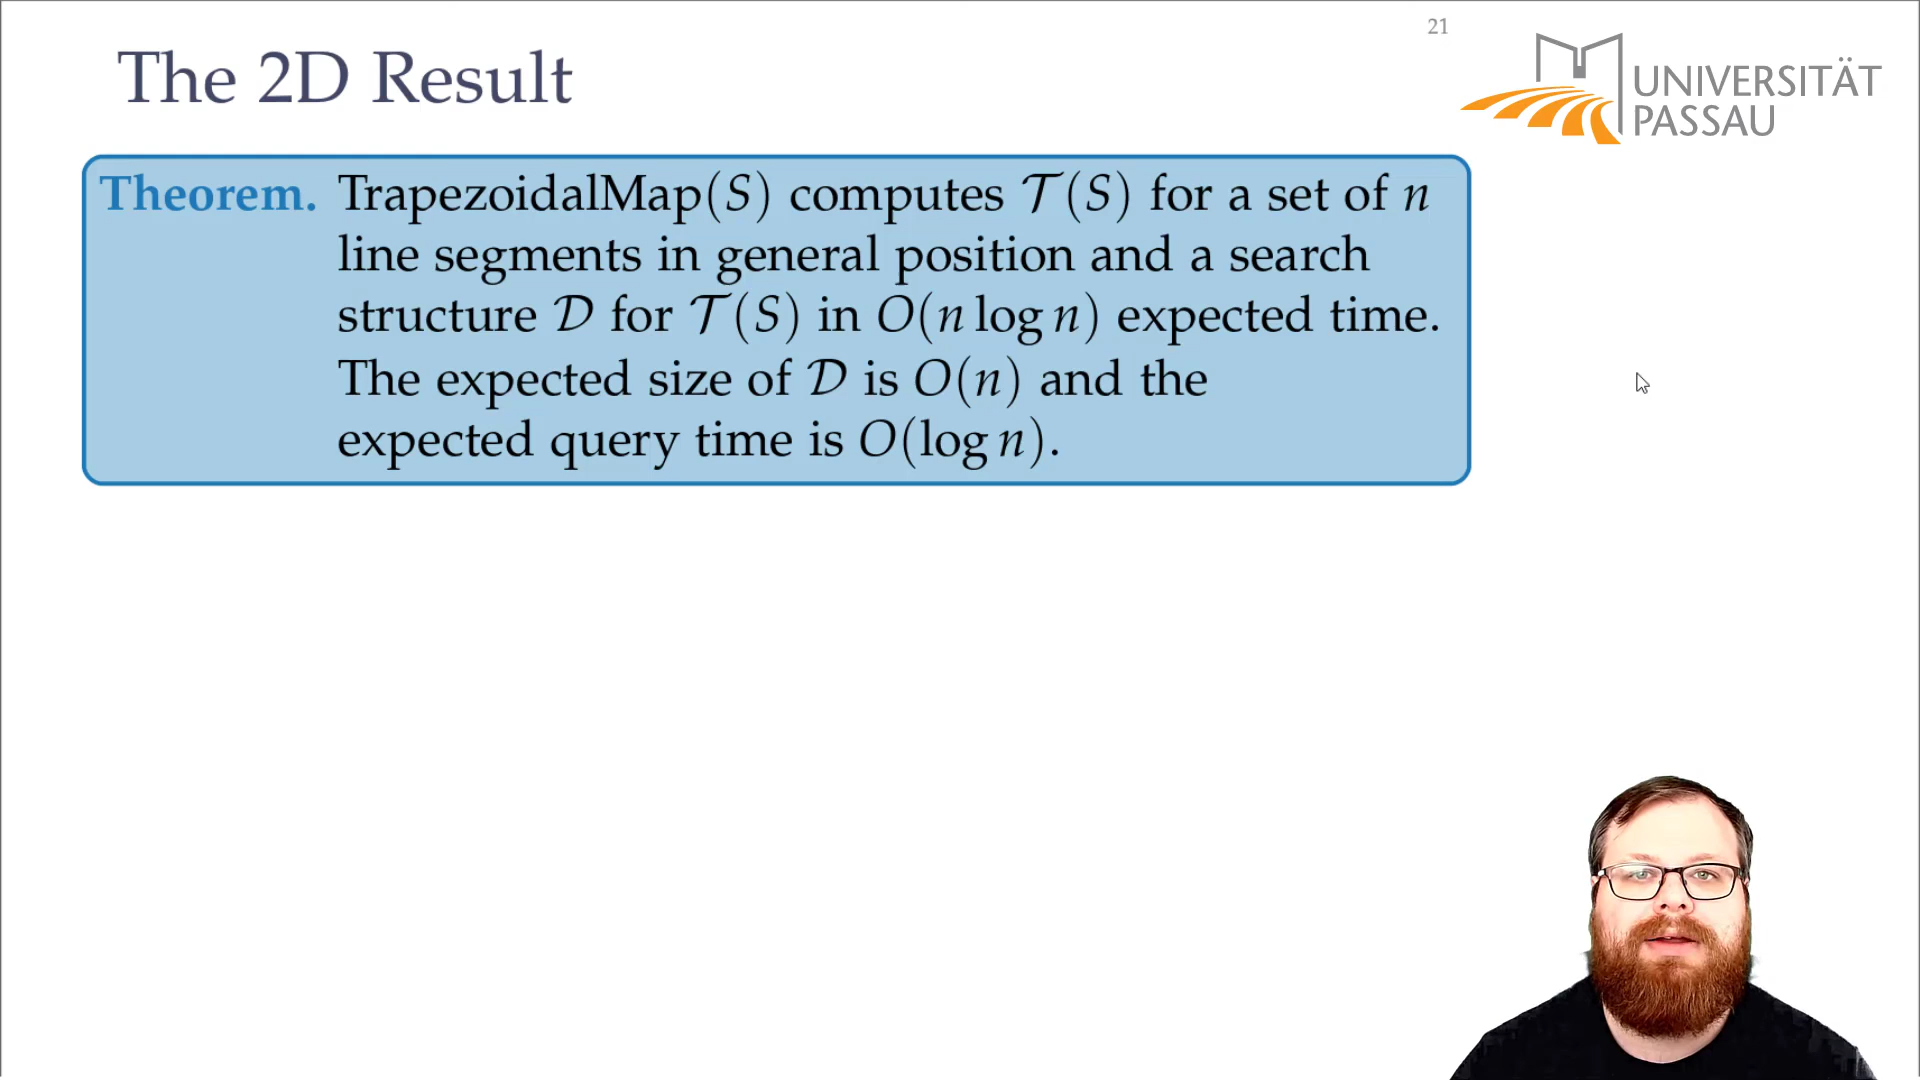 21
The 2D Result
UNIVERSITÄT
PASSAU
Theorem. TrapezoidalMap(S) computes 𝒯(S) for a set of n
line segments in general position and a search
structure 𝒟 for 𝒯(S) in O(n log n) expected time.
The expected size of 𝒟 is O(n) and the
expected query time is O(log n).